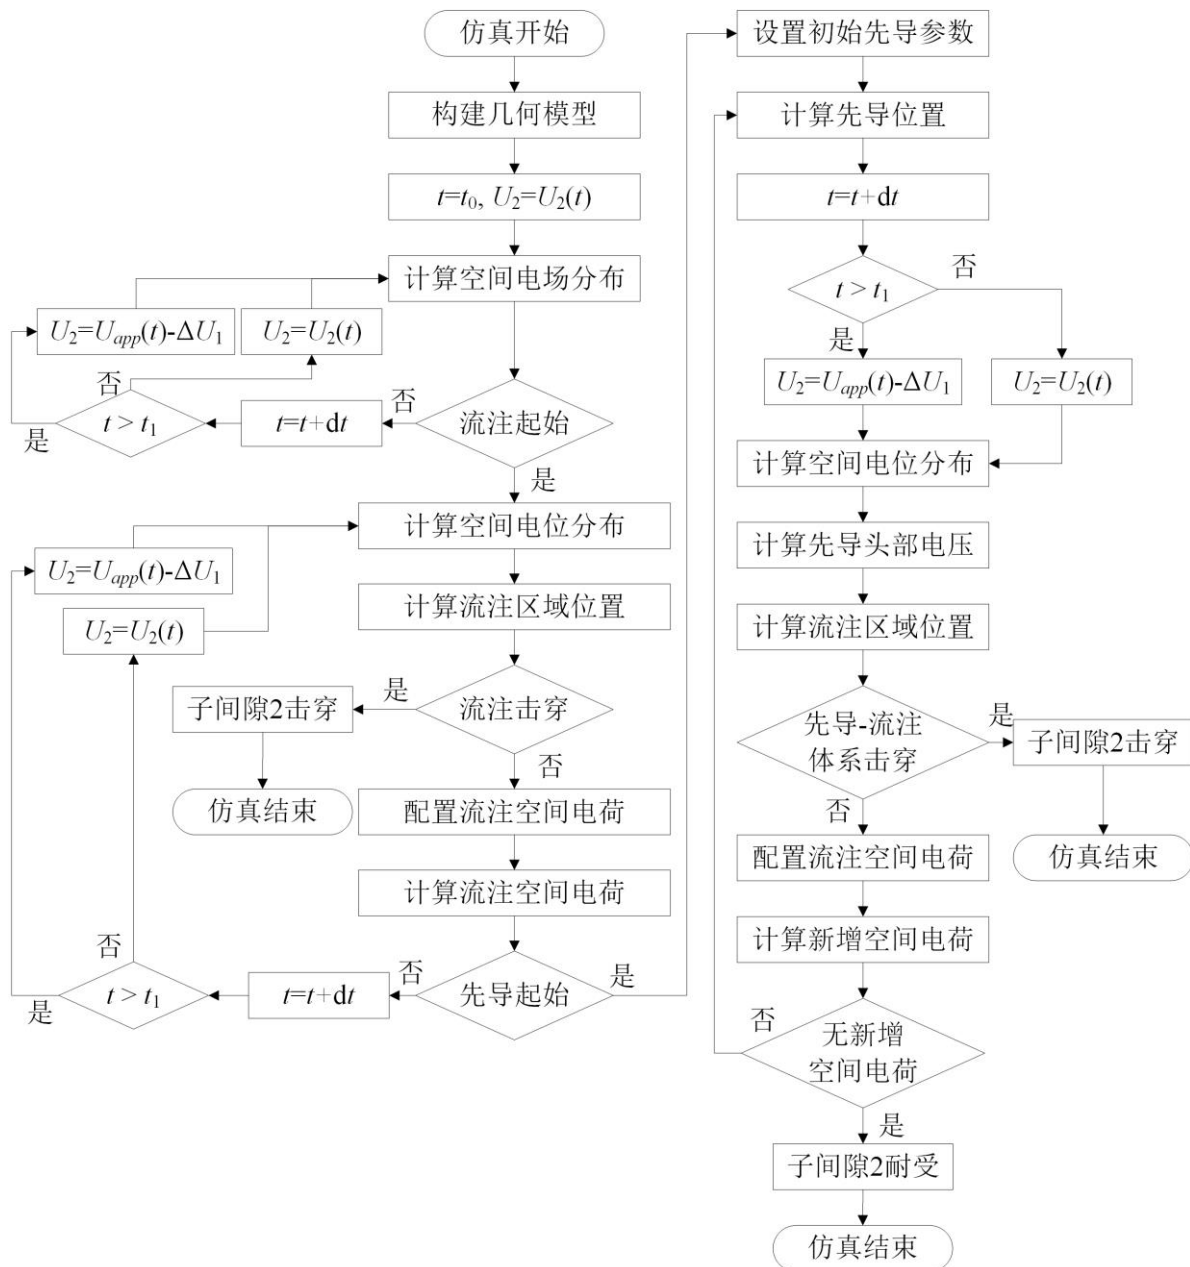 仿真开始
构建几何模型
t=t₀, U₂=U₂(t)
计算空间电场分布
U₂=Uapp(t)-ΔU₁
U₂=U₂(t)
否
t > t₁
是
t=t+dt
否
流注起始
是
计算空间电位分布
U₂=Uapp(t)-ΔU₁
U₂=U₂(t)
计算流注区域位置
子间隙2击穿
是
流注击穿
否
仿真结束
配置流注空间电荷
计算流注空间电荷
否
t > t₁
是
t=t+dt
否
先导起始
是
设置初始先导参数
计算先导位置
t=t+dt
否
t > t₁
是
U₂=Uapp(t)-ΔU₁
U₂=U₂(t)
计算空间电位分布
计算先导头部电压
计算流注区域位置
先导-流注
体系击穿
是
子间隙2击穿
仿真结束
否
配置流注空间电荷
计算新增空间电荷
否
无新增
空间电荷
是
子间隙2耐受
仿真结束